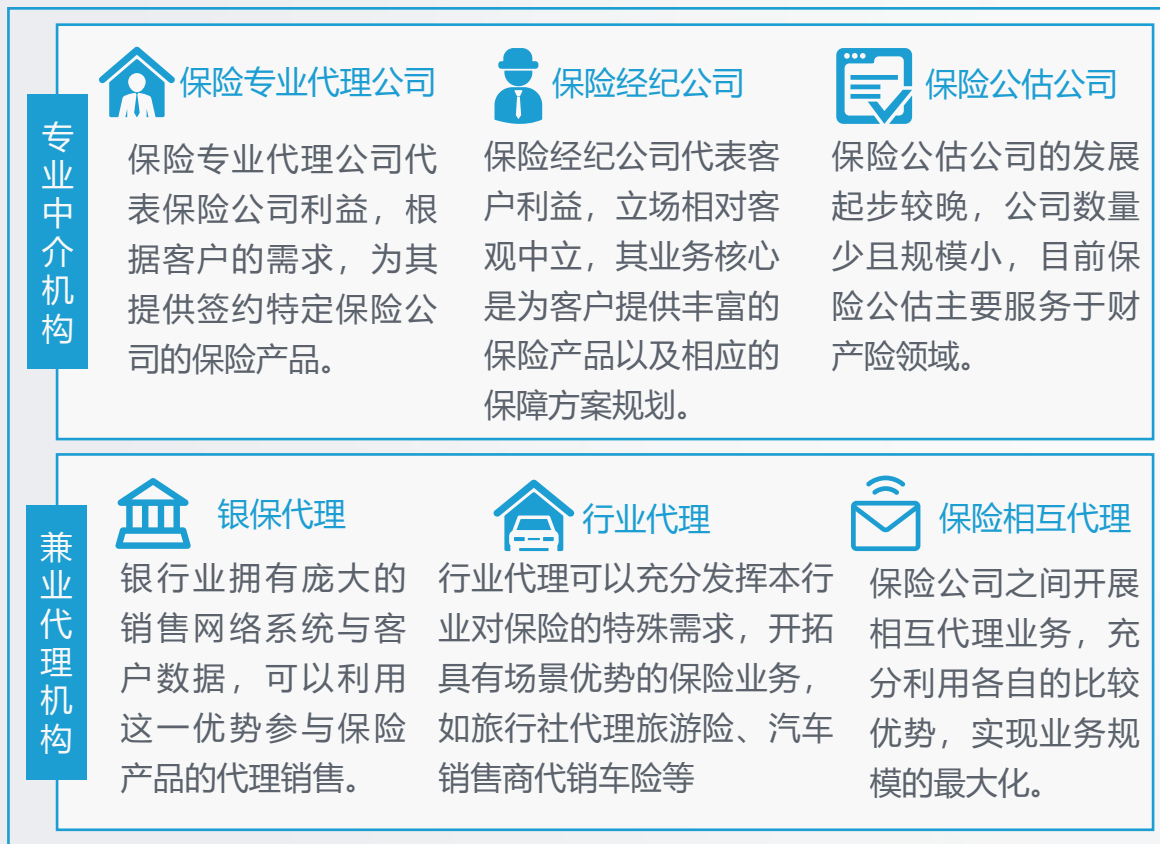 专业中介机构
保险专业代理公司
保险专业代理公司代
表保险公司利益，根
据客户的需求，为其
提供签约特定保险公
司的保险产品。
保险经纪公司
保险经纪公司代表客
户利益，立场相对客
观中立，其业务核心
是为客户提供丰富的
保险产品以及相应的
保障方案规划。
保险公估公司
保险公估公司的发展
起步较晚，公司数量
少且规模小，目前保
险公估主要服务于财
产险领域。
兼业代理机构
银保代理
银行业拥有庞大的
销售网络系统与客
户数据，可以利用
这一优势参与保险
产品的代理销售。
行业代理
行业代理可以充分发挥本行
业对保险的特殊需求，开拓
具有场景优势的保险业务，
如旅行社代理旅游险、汽车
销售商代销车险等
保险相互代理
保险公司之间开展
相互代理业务，充
分利用各自的比较
优势，实现业务规
模的最大化。